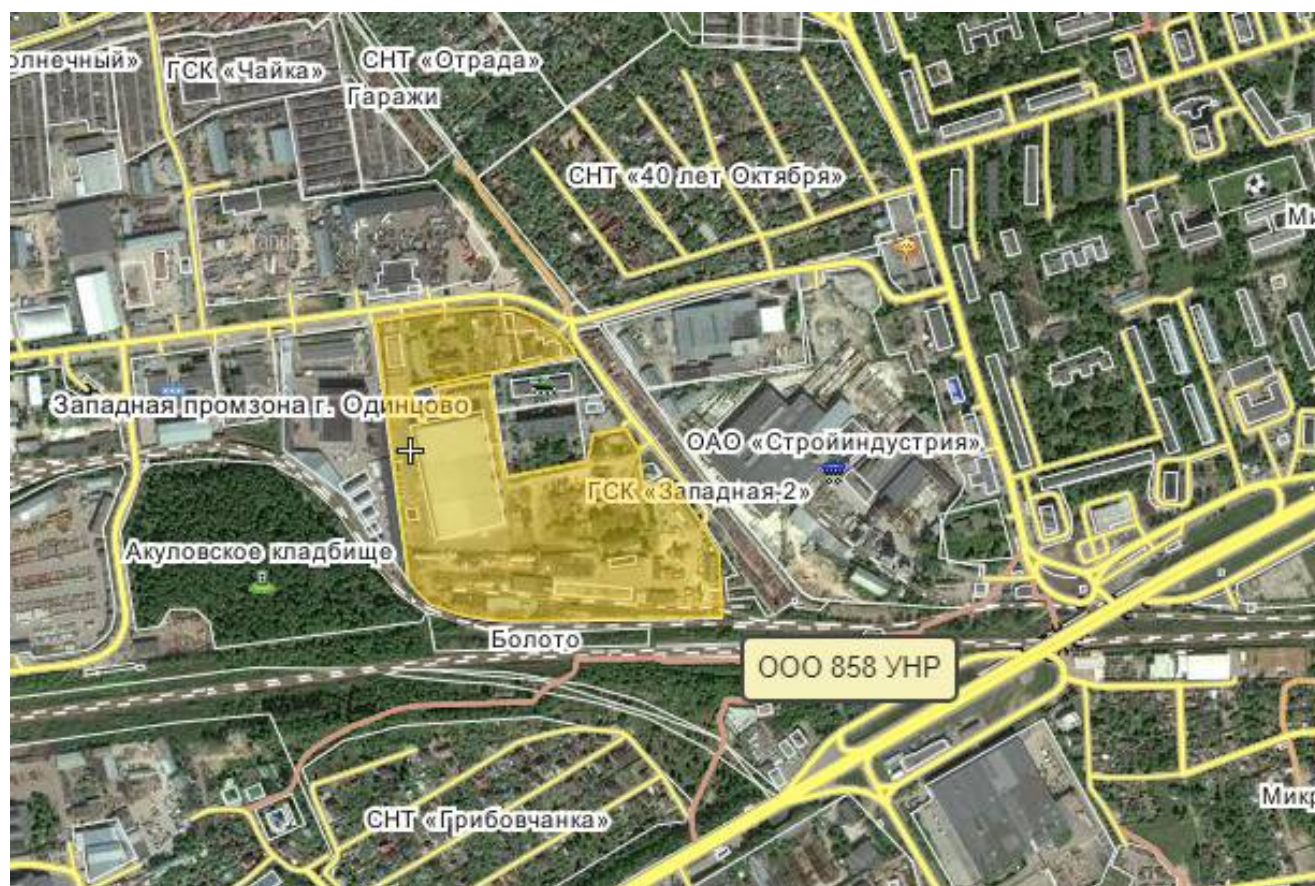 олнечный»
ГСК «Чайка»
СНТ «Отрада»
Гаражи
СНТ «40 лет Октября»
М
Западная промзона г. Одинцово
ОАО «Стройиндустрия»
ГСК «Западная-2»
Акуловское кладбище
Болото
ООО 858 УНР
СНТ «Грибовчанка»
Мик